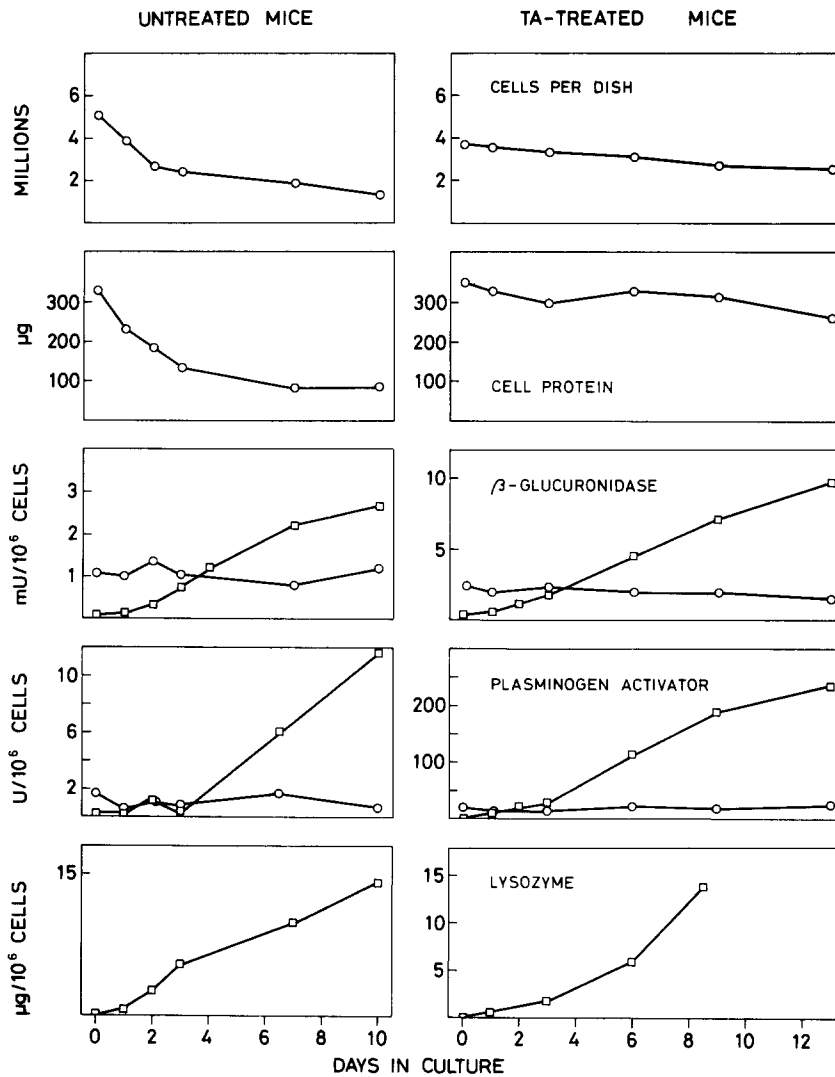 UNTREATED MICE
TA-TREATED MICE
MILLIONS
6
4
2
CELLS PER DISH
6
4
2
µg
300
200
100
CELL PROTEIN
300
200
100
mU/10⁶ CELLS
3
2
1
β-GLUCURONIDASE
10
5
U/10⁶ CELLS
10
6
2
PLASMINOGEN ACTIVATOR
200
100
µg/10⁶ CELLS
15
LYSOZYME
15
10
5
0 2 4 6 8 10
0 2 4 6 8 10 12
DAYS IN CULTURE